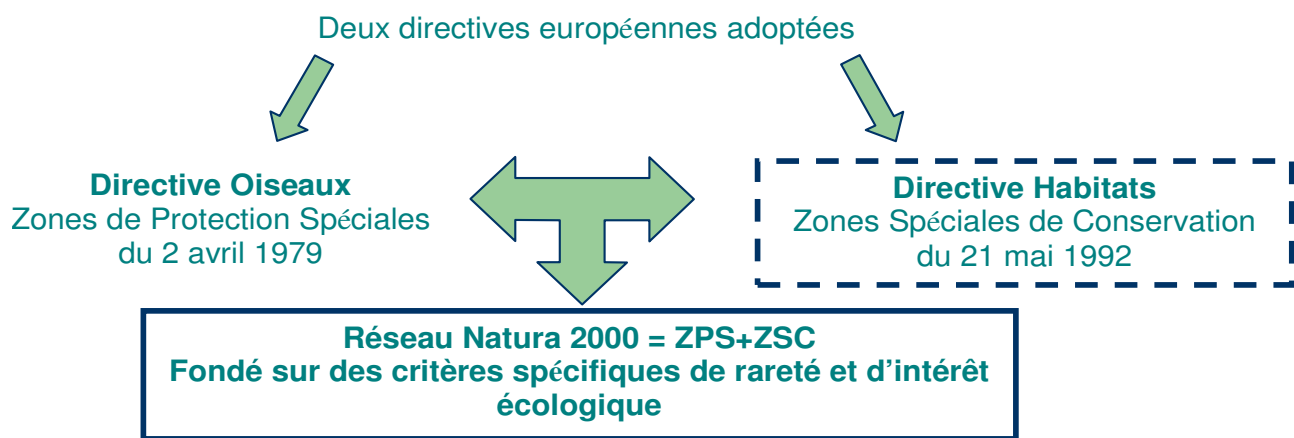 Deux directives européennes adoptées
Directive Oiseaux
Zones de Protection Spéciales
du 2 avril 1979
Directive Habitats
Zones Spéciales de Conservation
du 21 mai 1992
Réseau Natura 2000 = ZPS+ZSC
Fondé sur des critères spécifiques de rareté et d’intérêt
écologique